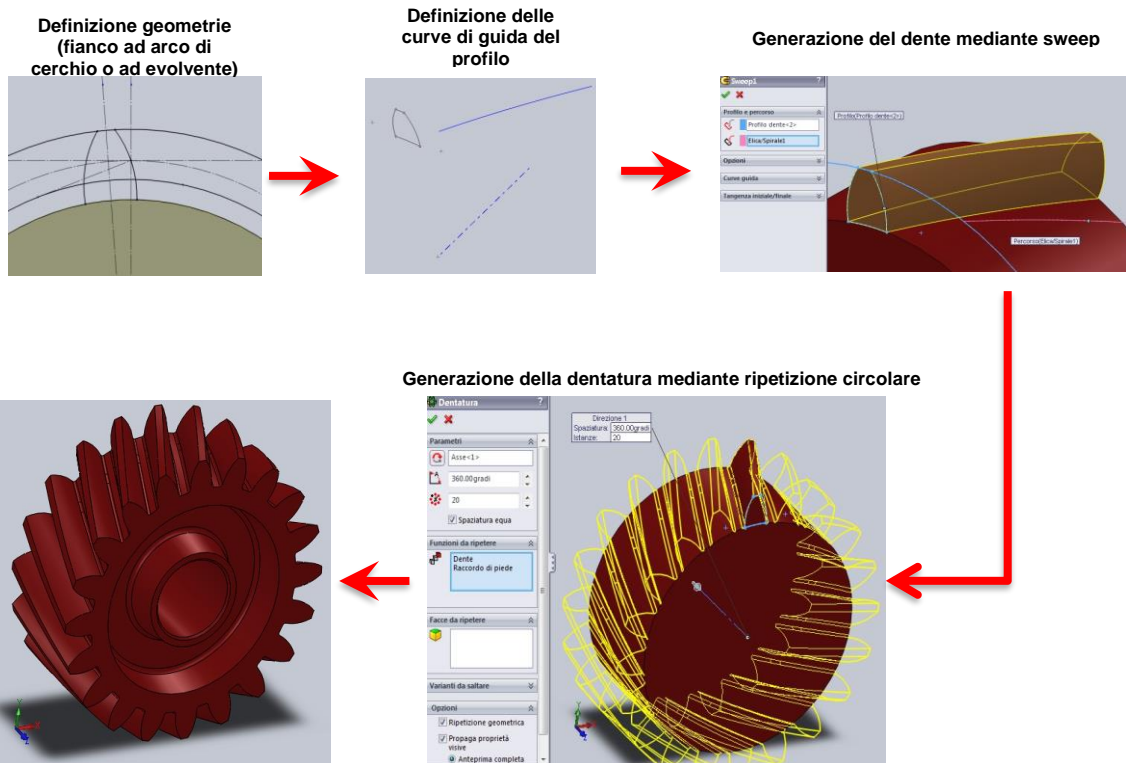 Definizione geometrie
(fianco ad arco di
cerchio o ad evolvente)
Definizione delle
curve di guida del
profilo
Generazione del dente mediante sweep
Sweep1 ?
Profilo e percorso
Profilo dente<2>
Elica/Spirale1
Opzioni
Curve guida
Tangenza iniziale/finale
Profilo(Profilo dente<2>)
Percorso(Elica/Spirale1)
Generazione della dentatura mediante ripetizione circolare
Dentatura ?
Parametri
Asse<1>
360.00gradi
20
Spaziatura equa
Funzioni da ripetere
Dente
Raccordo di piede
Facce da ripetere
Varianti da saltare
Opzioni
Ripetizione geometrica
Propaga proprietà
visive
Anteprima completa
Direzione 1
Spaziatura: 360.00gradi
Istanze: 20
Y
X
Z